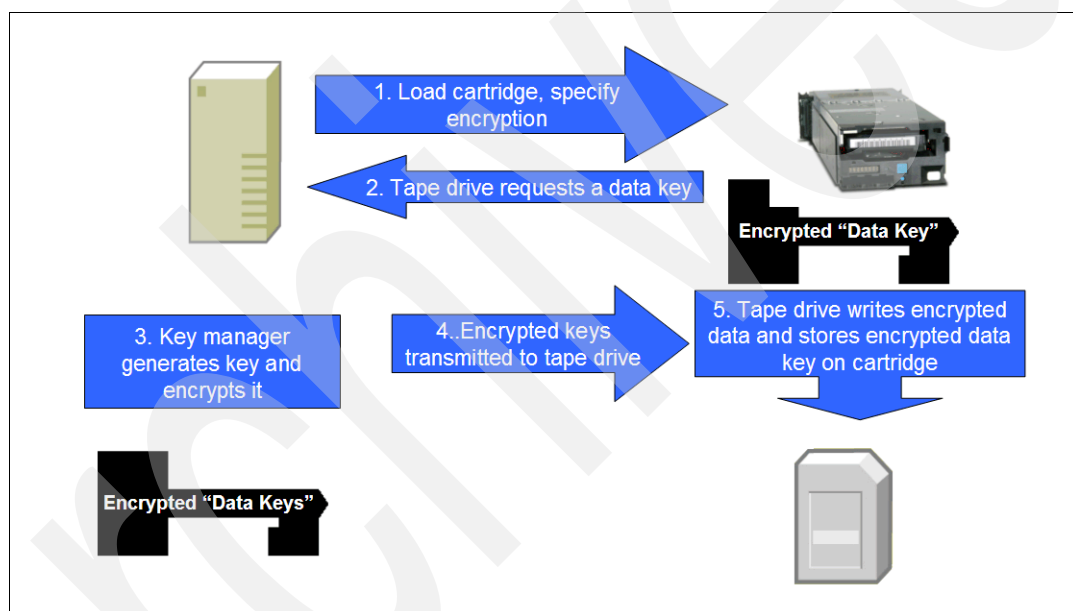 1. Load cartridge, specify
encryption
2. Tape drive requests a data key
Encrypted “Data Key”
3. Key manager
generates key and
encrypts it
4..Encrypted keys
transmitted to tape drive
5. Tape drive writes encrypted
data and stores encrypted data
key on cartridge
Encrypted “Data Keys”